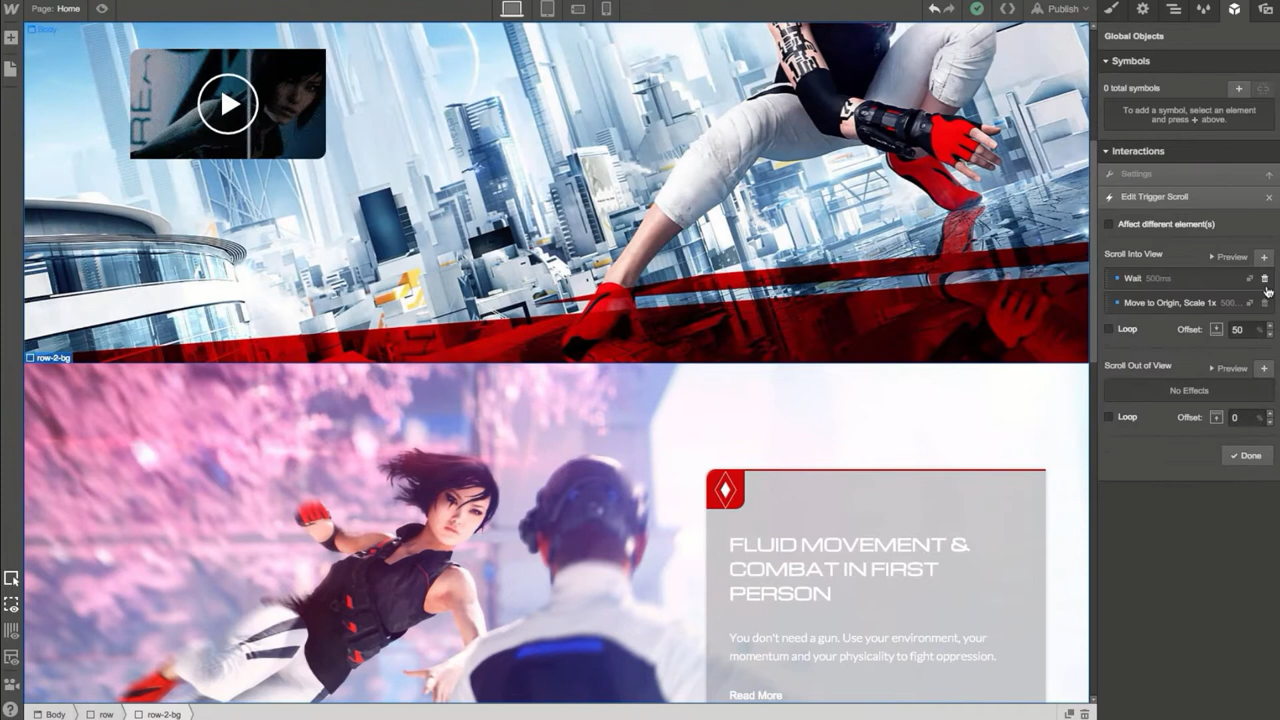 Page: Home
Publish
Body
REA
row-2-bg
FLUID MOVEMENT &
COMBAT IN FIRST
PERSON
You don't need a gun. Use your environment, your
momentum and your physicality to fight oppression.
Read More
Body
row
row-2-bg
Global Objects
Symbols
0 total symbols
To add a symbol, select an element
and press + above.
Interactions
Settings
Edit Trigger Scroll
Affect different element(s)
Scroll Into View
Preview
Wait 500ms
Move to Origin, Scale 1x 500...
Loop
Offset: 50 %
Scroll Out of View
Preview
No Effects
Loop
Offset: 0 %
Done